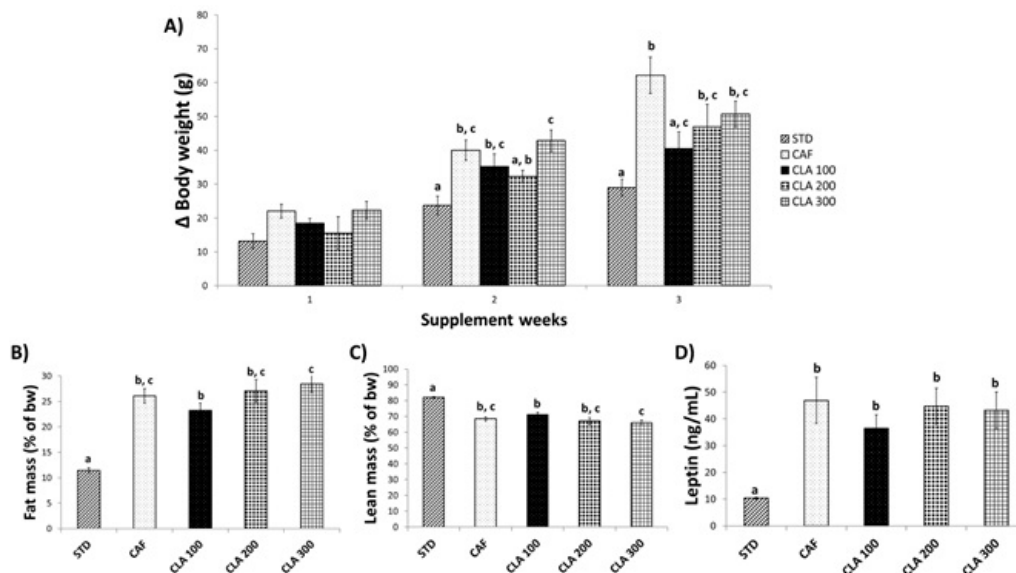 A)
Δ Body weight (g)
80
70
60
50
40
30
20
10
0
a
b, c
b, c
a, b
c
a
b
a, c
b, c
b, c
1
2
3
Supplement weeks
STD
CAF
CLA 100
CLA 200
CLA 300
B)
Fat mass (% of bw)
30
25
20
15
10
5
0
a
b, c
b
b, c
c
STD
CAF
CLA 100
CLA 200
CLA 300
C)
Lean mass (% of bw)
100
90
80
70
60
50
40
30
20
10
0
a
b, c
b
b, c
c
STD
CAF
CLA 100
CLA 200
CLA 300
D)
Leptin (ng/mL)
60
50
40
30
20
10
0
a
b
b
b
b
STD
CAF
CLA 100
CLA 200
CLA 300